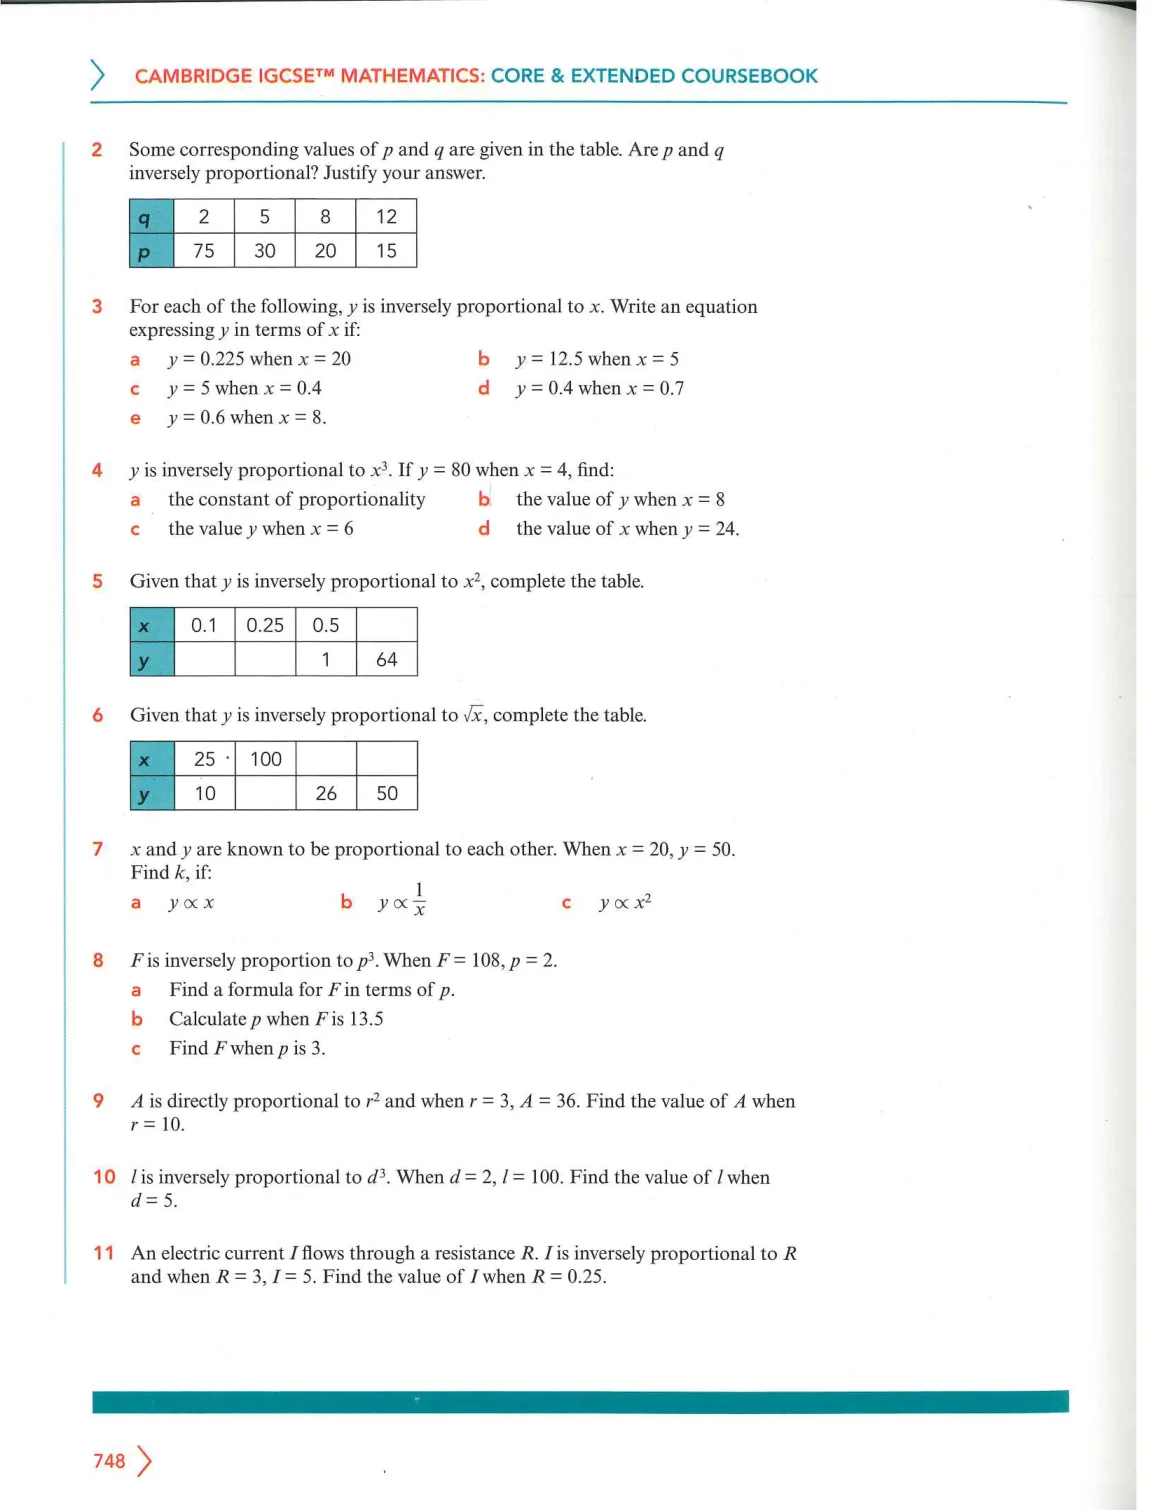 CAMBRIDGE IGCSE™ MATHEMATICS: CORE & EXTENDED COURSEBOOK
2 Some corresponding values of p and q are given in the table. Are p and q
inversely proportional? Justify your answer.
q 2 5 8 12
p 75 30 20 15
3 For each of the following, y is inversely proportional to x. Write an equation
expressing y in terms of x if:
a y = 0.225 when x = 20 b y = 12.5 when x = 5
c y = 5 when x = 0.4 d y = 0.4 when x = 0.7
e y = 0.6 when x = 8.
4 y is inversely proportional to x³. If y = 80 when x = 4, find:
a the constant of proportionality b the value of y when x = 8
c the value y when x = 6 d the value of x when y = 24.
5 Given that y is inversely proportional to x², complete the table.
x 0.1 0.25 0.5
y 1 64
6 Given that y is inversely proportional to √x, complete the table.
x 25 100
y 10 26 50
7 x and y are known to be proportional to each other. When x = 20, y = 50.
Find k, if:
a y ∝ x b y ∝ 1/x c y ∝ x²
8 F is inversely proportion to p³. When F = 108, p = 2.
a Find a formula for F in terms of p.
b Calculate p when F is 13.5
c Find F when p is 3.
9 A is directly proportional to r² and when r = 3, A = 36. Find the value of A when
r = 10.
10 l is inversely proportional to d³. When d = 2, l = 100. Find the value of l when
d = 5.
11 An electric current I flows through a resistance R. I is inversely proportional to R
and when R = 3, I = 5. Find the value of I when R = 0.25.
748